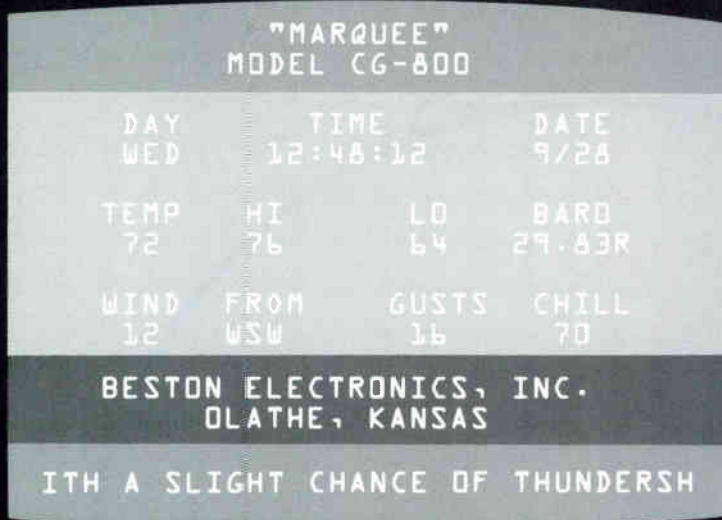 "MARQUEE"
MODEL CG-800
DAY TIME DATE
WED 12:48:12 9/28
TEMP HI LO BARO
72 76 64 29.83R
WIND FROM GUSTS CHILL
12 WSW 16 70
BESTON ELECTRONICS, INC.
OLATHE, KANSAS
ITH A SLIGHT CHANCE OF THUNDERSH